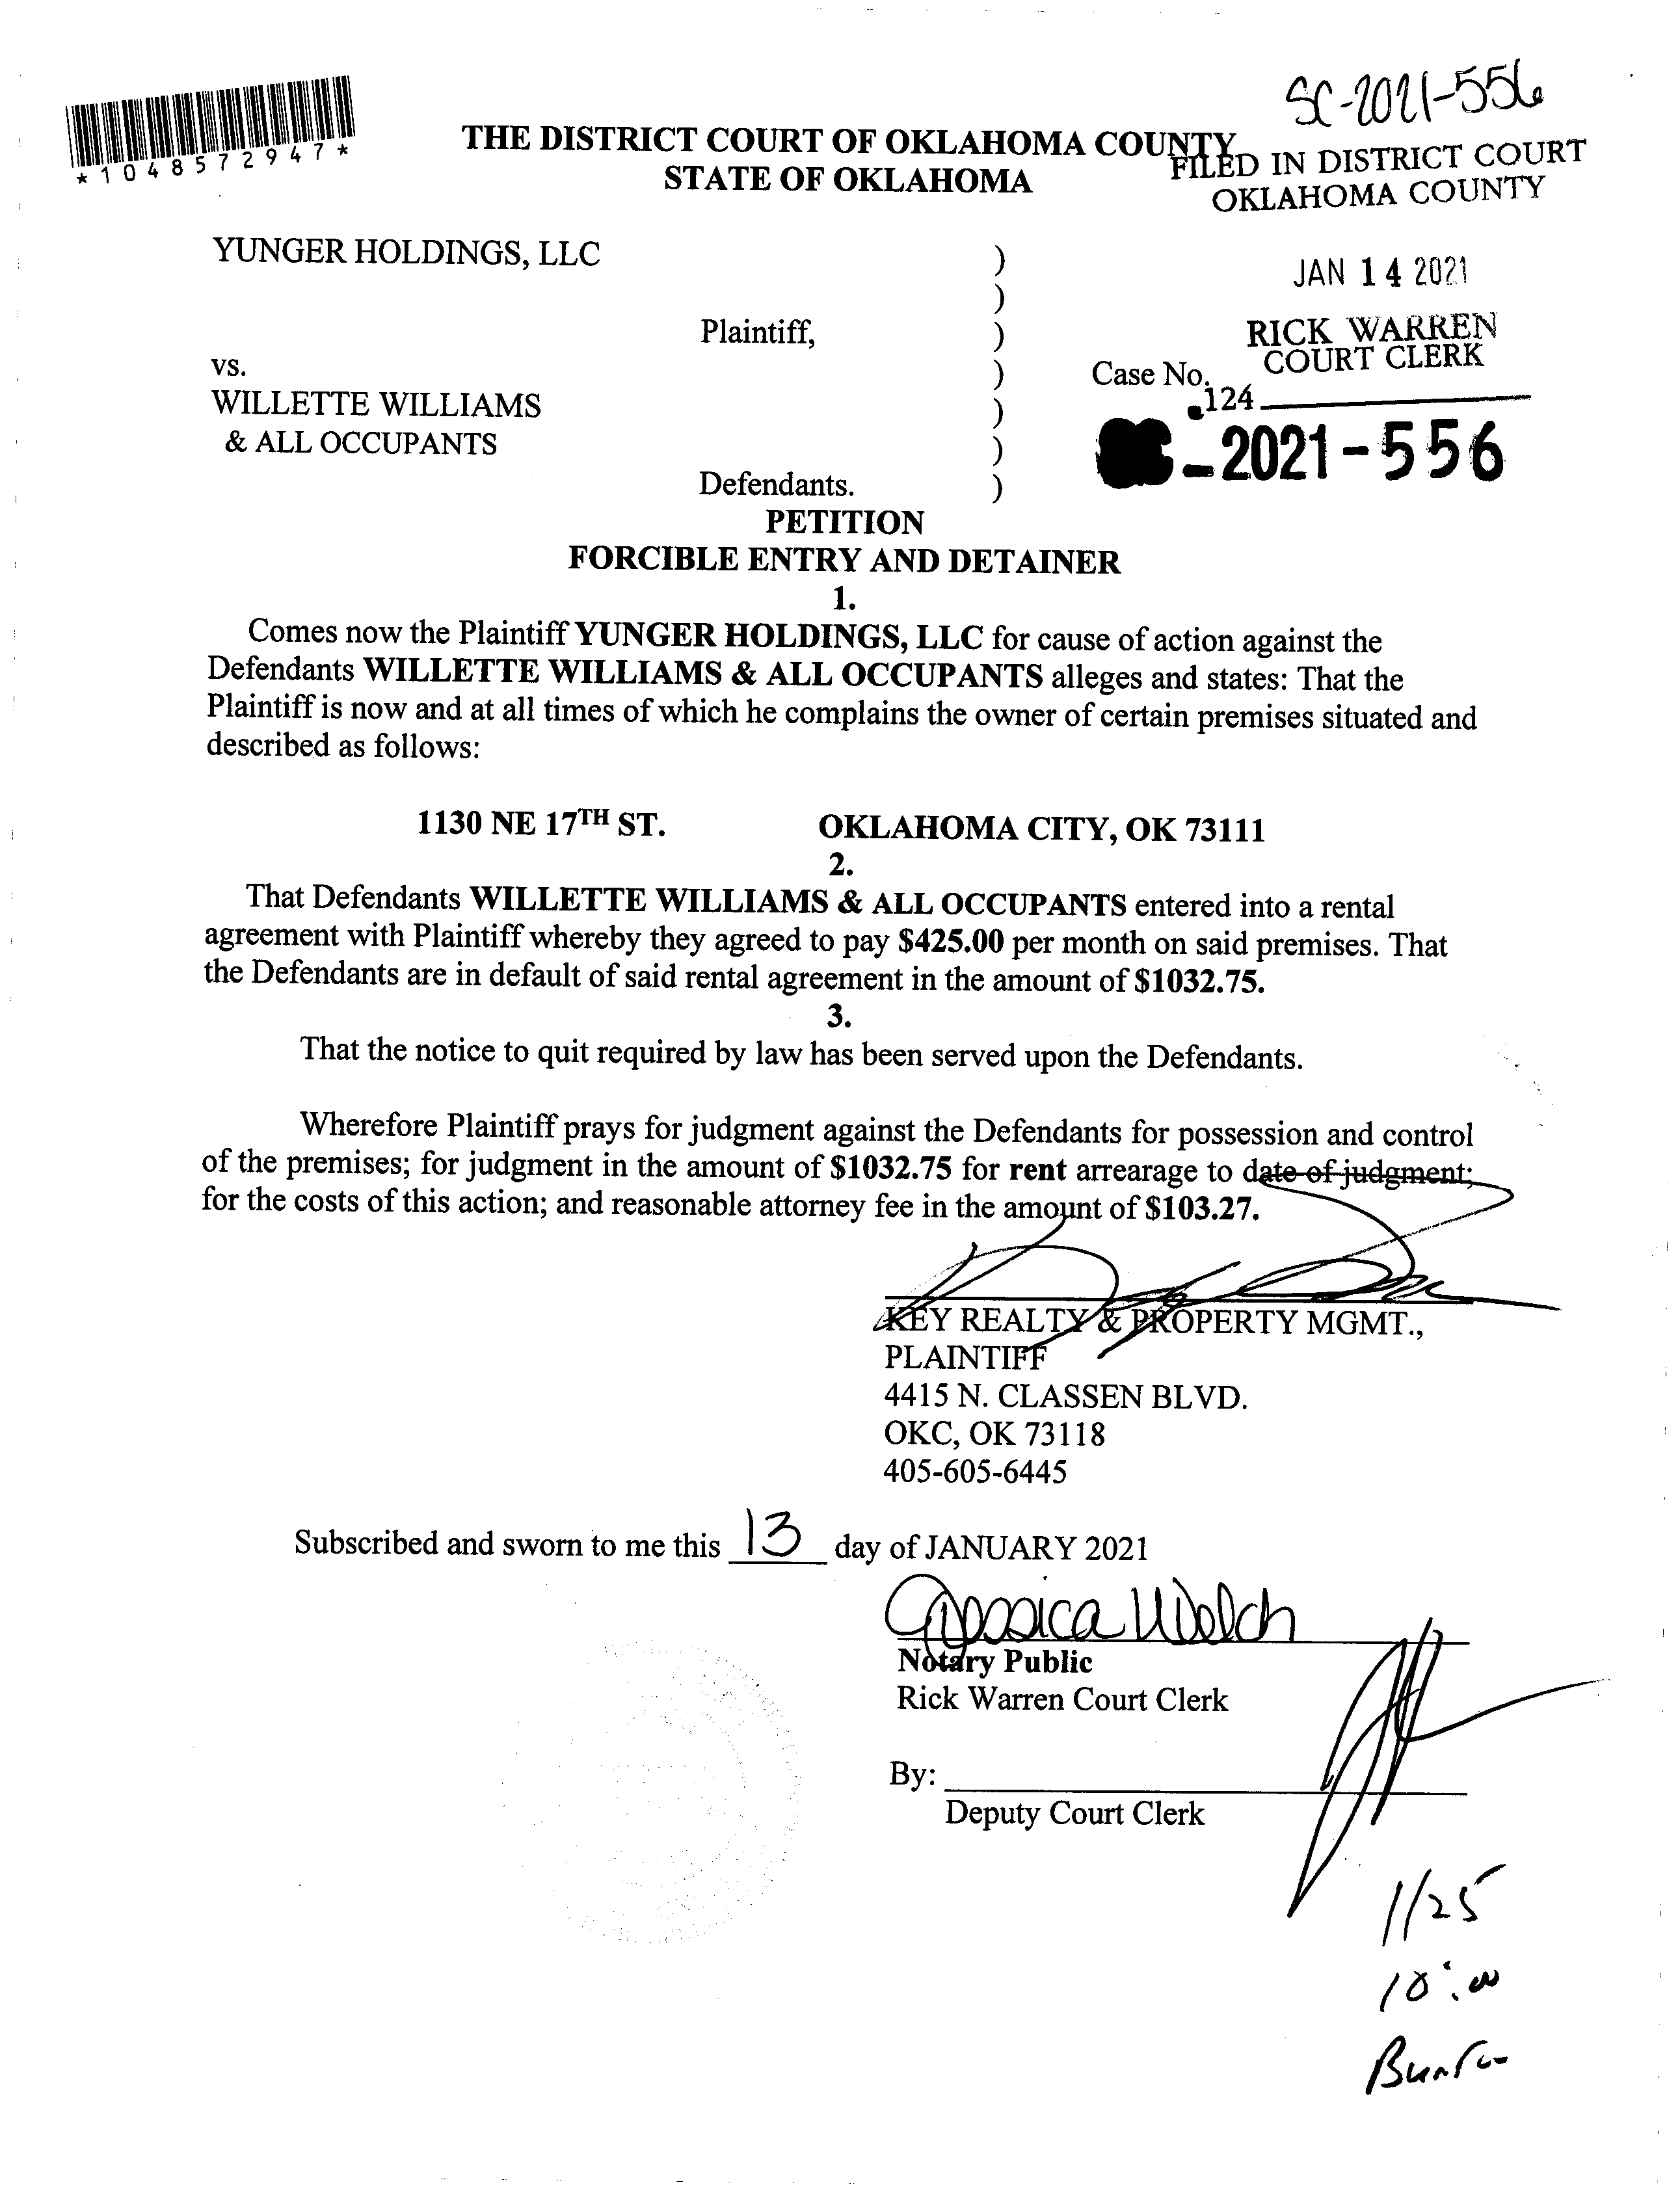 SC-2021-556
*1048572947*
THE DISTRICT COURT OF OKLAHOMA COUNTY
STATE OF OKLAHOMA
FILED IN DISTRICT COURT
OKLAHOMA COUNTY
YUNGER HOLDINGS, LLC )
JAN 14 2021
)
Plaintiff, )
RICK WARREN
COURT CLERK
vs. ) Case No.
124
WILLETTE WILLIAMS )
& ALL OCCUPANTS )
-2021-556
Defendants. )
PETITION
FORCIBLE ENTRY AND DETAINER
1.
Comes now the Plaintiff YUNGER HOLDINGS, LLC for cause of action against the
Defendants WILLETTE WILLIAMS & ALL OCCUPANTS alleges and states: That the
Plaintiff is now and at all times of which he complains the owner of certain premises situated and
described as follows:
1130 NE 17TH ST. OKLAHOMA CITY, OK 73111
2.
That Defendants WILLETTE WILLIAMS & ALL OCCUPANTS entered into a rental
agreement with Plaintiff whereby they agreed to pay $425.00 per month on said premises. That
the Defendants are in default of said rental agreement in the amount of $1032.75.
3.
That the notice to quit required by law has been served upon the Defendants.
Wherefore Plaintiff prays for judgment against the Defendants for possession and control
of the premises; for judgment in the amount of $1032.75 for rent arrearage to date of judgment;
for the costs of this action; and reasonable attorney fee in the amount of $103.27.
KEY REALTY & PROPERTY MGMT.,
PLAINTIFF
4415 N. CLASSEN BLVD.
OKC, OK 73118
405-605-6445
Subscribed and sworn to me this 13 day of JANUARY 2021
Jessica Welch
Notary Public
Rick Warren Court Clerk
By:
Deputy Court Clerk
1/25
10:00